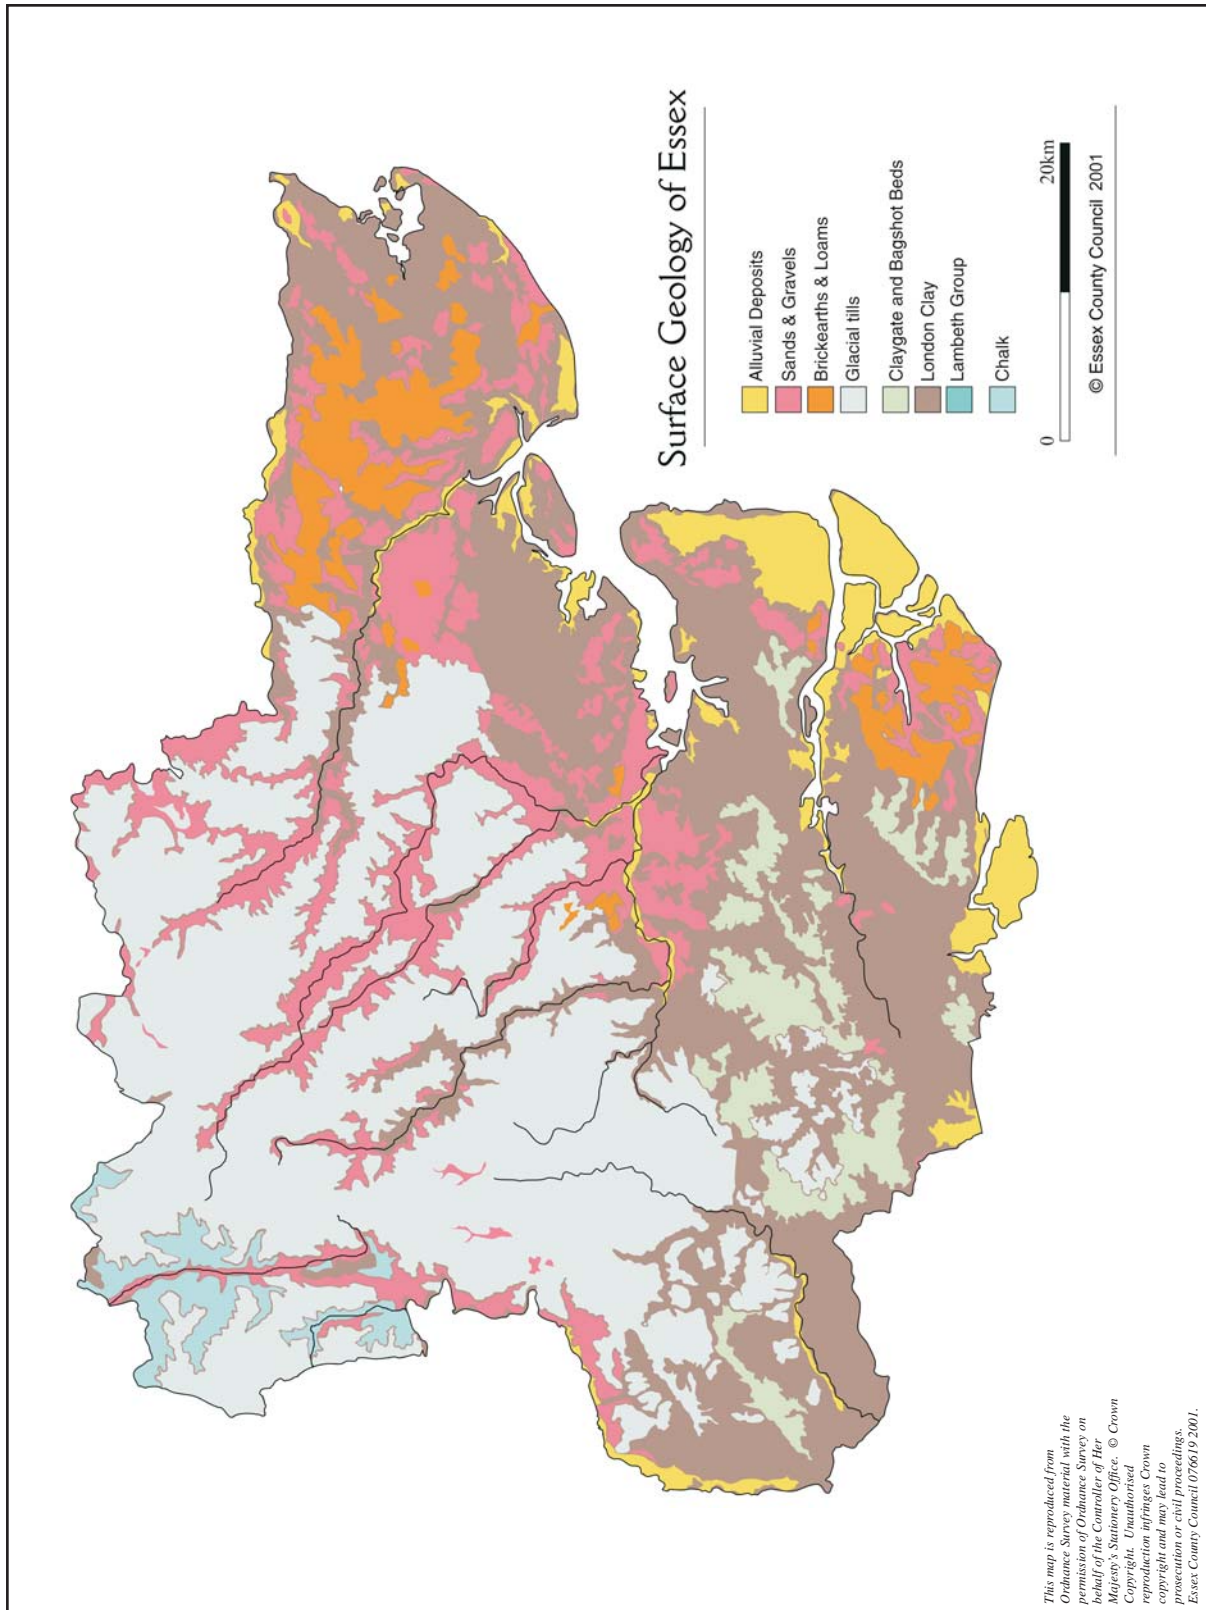 Surface Geology of Essex
Alluvial Deposits
Sands & Gravels
Brickearths & Loams
Glacial tills
Claygate and Bagshot Beds
London Clay
Lambeth Group
Chalk
0
20km
© Essex County Council 2001
This map is reproduced from
Ordnance Survey material with the
permission of Ordnance Survey on
behalf of the Controller of Her
Majesty's Stationery Office. © Crown
Copyright. Unauthorised
reproduction infringes Crown
copyright and may lead to
prosecution or civil proceedings.
Essex County Council 076619 2001.